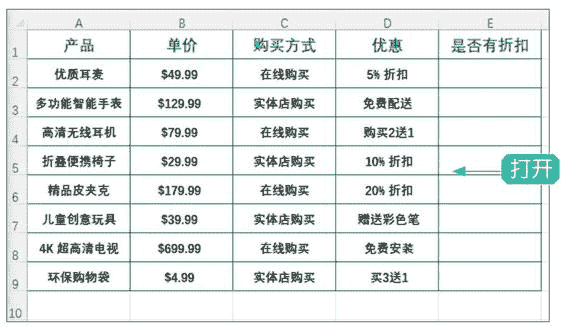 A B C D E
1 产品 单价 购买方式 优惠 是否有折扣
2 优质耳麦 $49.99 在线购买 5% 折扣
3 多功能智能手表 $129.99 实体店购买 免费配送
4 高清无线耳机 $79.99 在线购买 购买2送1
5 折叠便携椅子 $29.99 实体店购买 10% 折扣
打开
6 精品皮夹克 $179.99 在线购买 20% 折扣
7 儿童创意玩具 $39.99 实体店购买 赠送彩色笔
8 4K 超高清电视 $699.99 在线购买 免费安装
9 环保购物袋 $4.99 实体店购买 买3送1
10